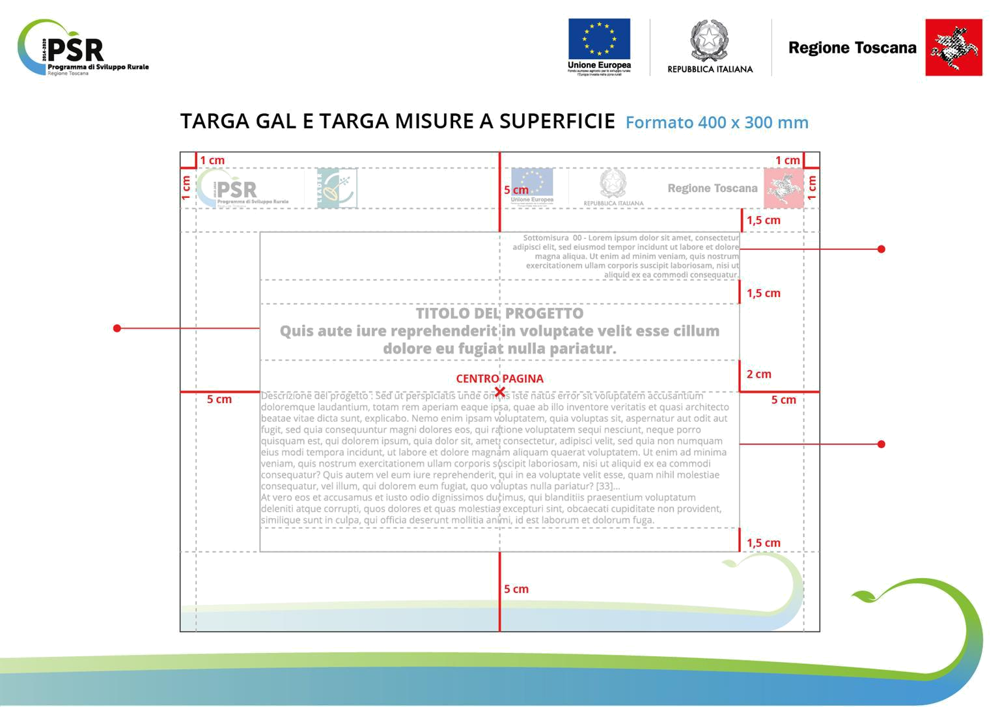 2014-2020
PSR
Programma di Sviluppo Rurale
Regione Toscana
Unione Europea
Fondo europeo agricolo per lo sviluppo rurale:
l'Europa investe nelle zone rurali
REPUBBLICA ITALIANA
Regione Toscana
TARGA GAL E TARGA MISURE A SUPERFICIE Formato 400 x 300 mm
1 cm
1 cm
1 cm
1 cm
PSR
Programma di Sviluppo Rurale
Regione Toscana
LEADER
5 cm
Unione Europea
REPUBBLICA ITALIANA
Regione Toscana
1,5 cm
Sottomisura 00 - Lorem ipsum dolor sit amet, consectetur
adipisci elit, sed eiusmod tempor incidunt ut labore et dolore
magna aliqua. Ut enim ad minim veniam, quis nostrum
exercitationem ullam corporis suscipit laboriosam, nisi ut
aliquid ex ea commodi consequatur.
1,5 cm
TITOLO DEL PROGETTO
Quis aute iure reprehenderit in voluptate velit esse cillum
dolore eu fugiat nulla pariatur.
2 cm
CENTRO PAGINA
5 cm
5 cm
Descrizione del progetto : Sed ut perspiciatis unde omnis iste natus error sit voluptatem accusantium
doloremque laudantium, totam rem aperiam eaque ipsa, quae ab illo inventore veritatis et quasi architecto
beatae vitae dicta sunt, explicabo. Nemo enim ipsam voluptatem, quia voluptas sit, aspernatur aut odit aut
fugit, sed quia consequuntur magni dolores eos, qui ratione voluptatem sequi nesciunt, neque porro
quisquam est, qui dolorem ipsum, quia dolor sit, amet, consectetur, adipisci velit, sed quia non numquam
eius modi tempora incidunt, ut labore et dolore magnam aliquam quaerat voluptatem. Ut enim ad minima
veniam, quis nostrum exercitationem ullam corporis suscipit laboriosam, nisi ut aliquid ex ea commodi
consequatur? Quis autem vel eum iure reprehenderit, qui in ea voluptate velit esse, quam nihil molestiae
consequatur, vel illum, qui dolorem eum fugiat, quo voluptas nulla pariatur? [33]...
At vero eos et accusamus et iusto odio dignissimos ducimus, qui blanditiis praesentium voluptatum
deleniti atque corrupti, quos dolores et quas molestias excepturi sint, obcaecati cupiditate non provident,
similique sunt in culpa, qui officia deserunt mollitia animi, id est laborum et dolorum fuga.
1,5 cm
5 cm